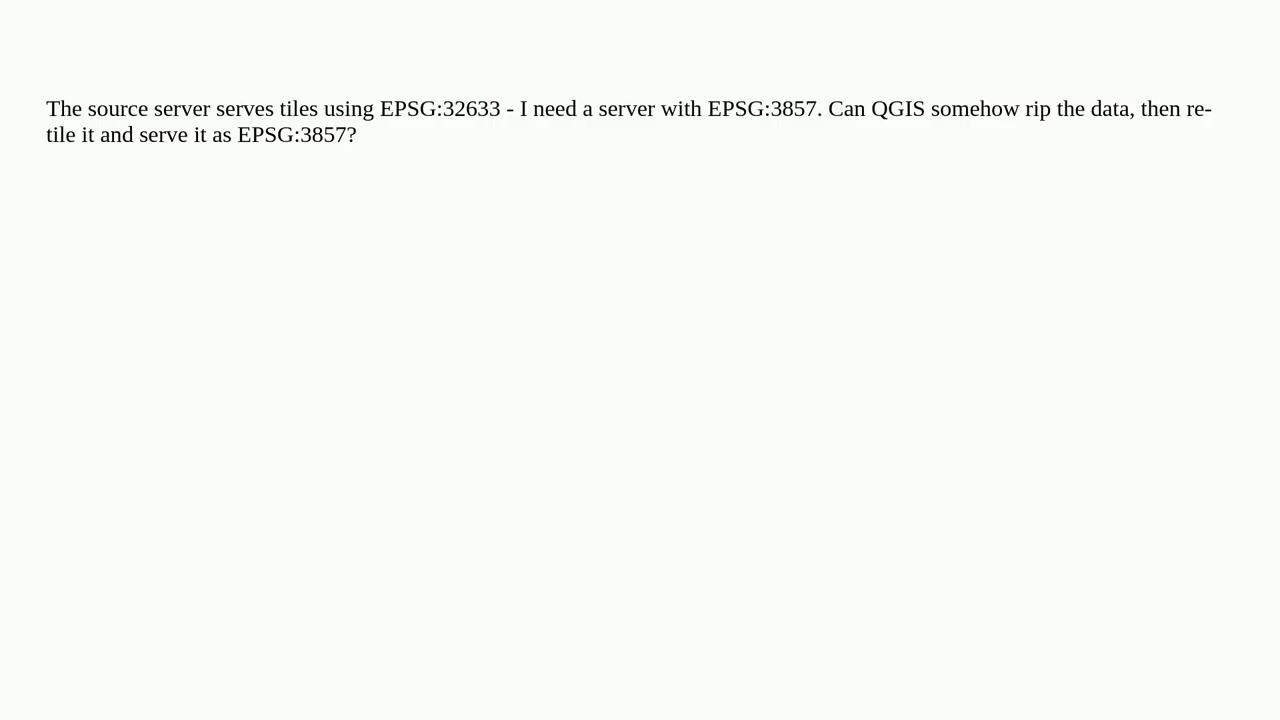 The source server serves tiles using EPSG:32633 - I need a server with EPSG:3857. Can QGIS somehow rip the data, then re-
tile it and serve it as EPSG:3857?